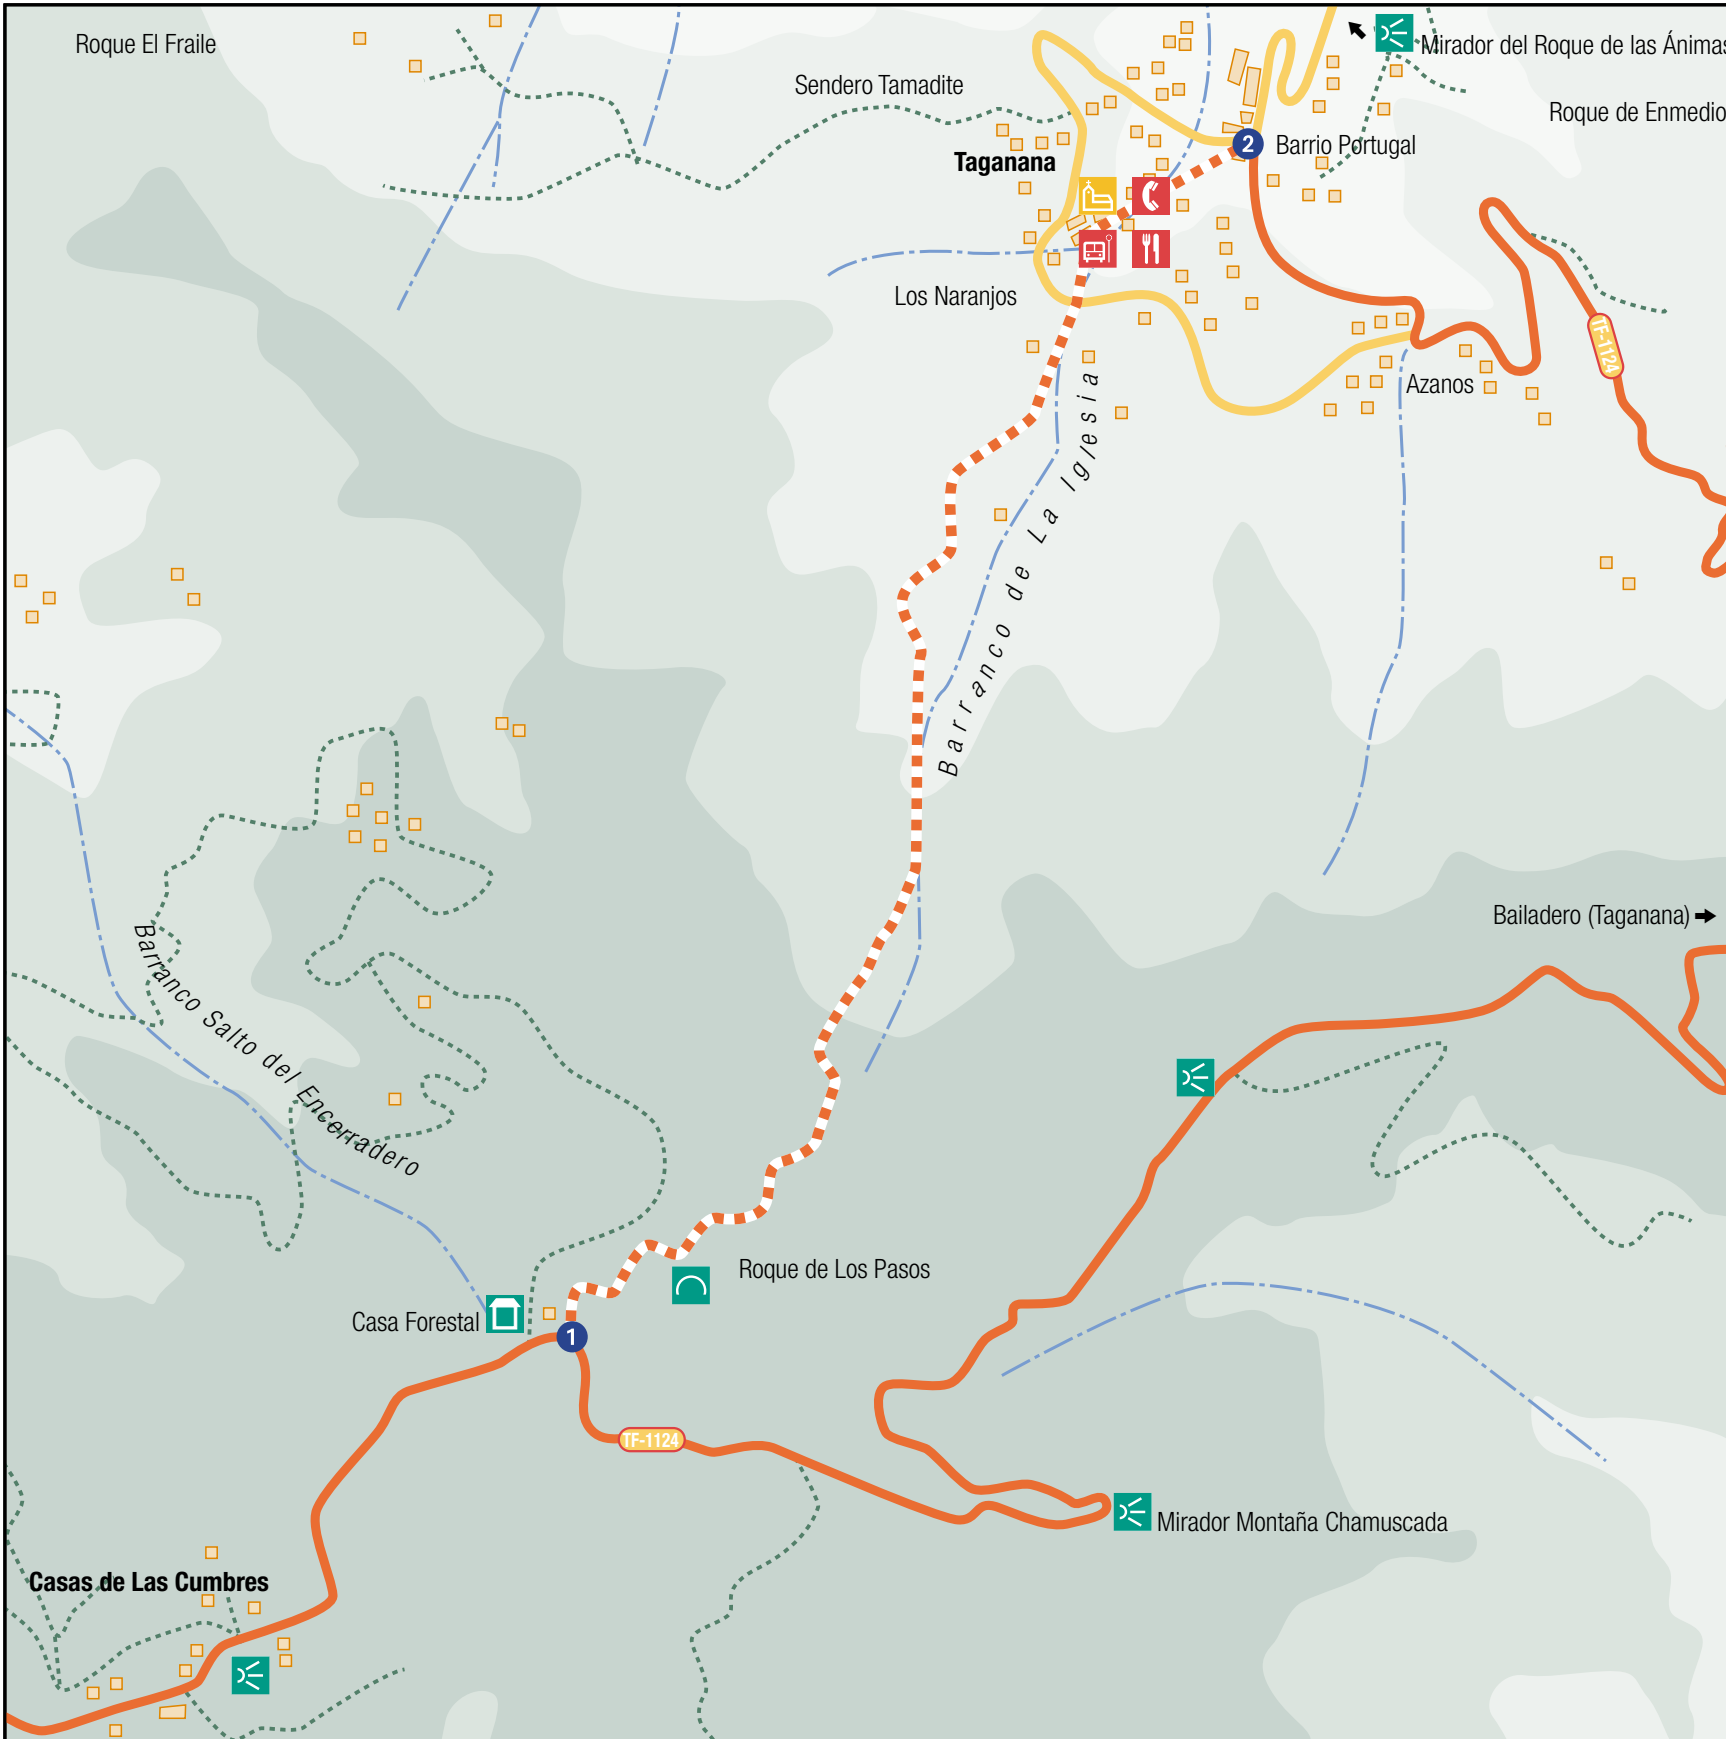 Roque El Fraile
Mirador del Roque de las Ánimas
Sendero Tamadite
Roque de Enmedio
2
Barrio Portugal
Taganana
Los Naranjos
TF-1124
Azanos
Barranco de La Iglesia
Bailadero (Taganana)
Barranco Salto del Encerradero
Roque de Los Pasos
Casa Forestal
1
TF-1124
Mirador Montaña Chamuscada
Casas de Las Cumbres